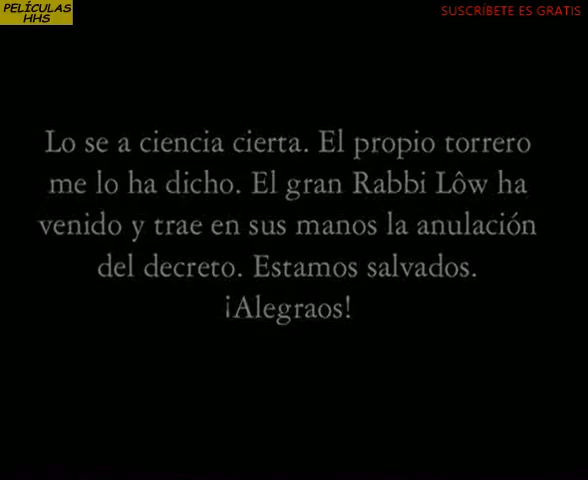 PELÍCULAS
HHS
SUSCRÍBETE ES GRATIS
Lo se a ciencia cierta. El propio torrero
me lo ha dicho. El gran Rabbi Lôw ha
venido y trae en sus manos la anulación
del decreto. Estamos salvados.
¡Alegraos!